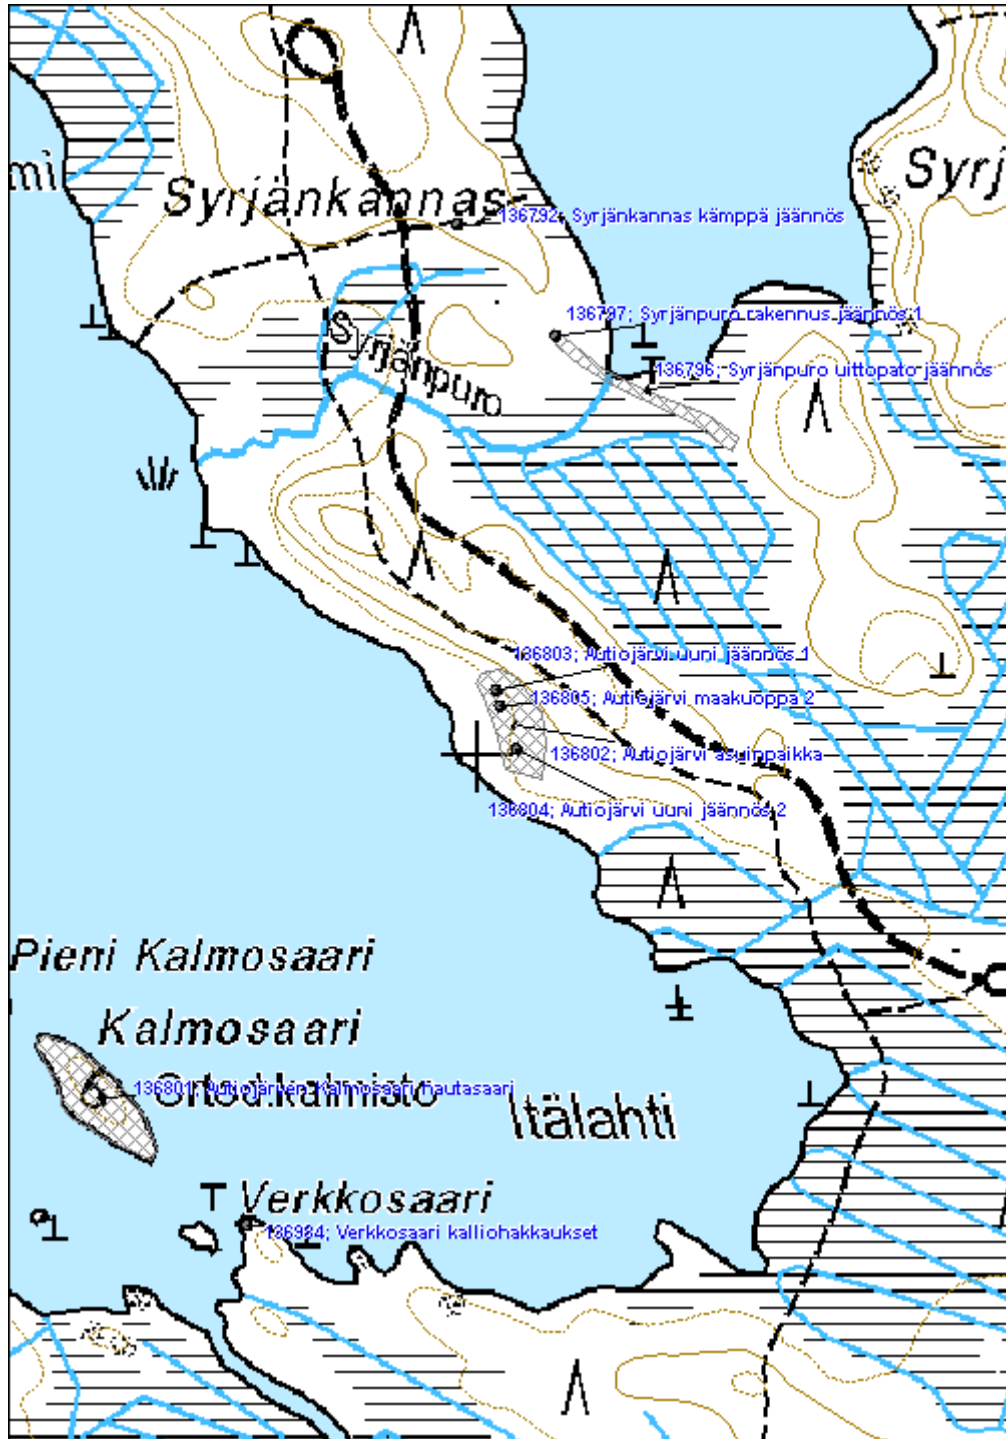 mi
Syrj
Syrjänkannas
136792; Syrjänkannas kämppä jäännös
136797; Syrjänpuro rakennus jäännös 1
Syrjänpuro
136796; Syrjänpuro uittopato jäännös
136803; Autiojärvi uuni jäännös 1
136805; Autiojärvi maakuoppa 2
136802; Autiojärvi asuinpaikka
136804; Autiojärvi uuni jäännös 2
Pieni Kalmosaari
Kalmosaari
136801; Autiojärven Kalmosaari hautasaari
Ortod.kalmisto
Itälahti
Verkkosaari
136984; Verkkosaari kalliohakkaukset